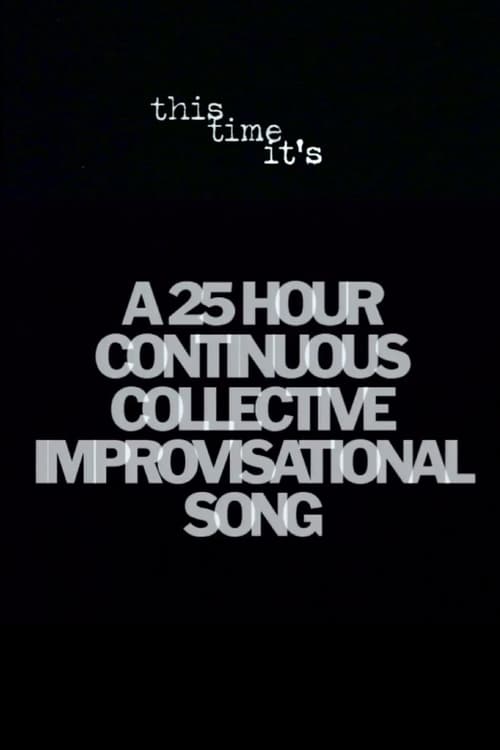 this
time
it's
A 25 HOUR
CONTINUOUS
COLLECTIVE
IMPROVISATIONAL
SONG